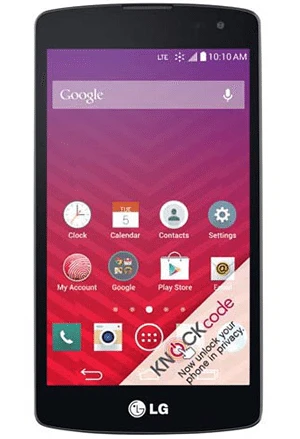 LTE 10:10 AM
Google
TUE
5
Clock Calendar Contacts Settings
My Account Google Play Store Email
KNOCK code
Now unlock your
phone in privacy.
LG